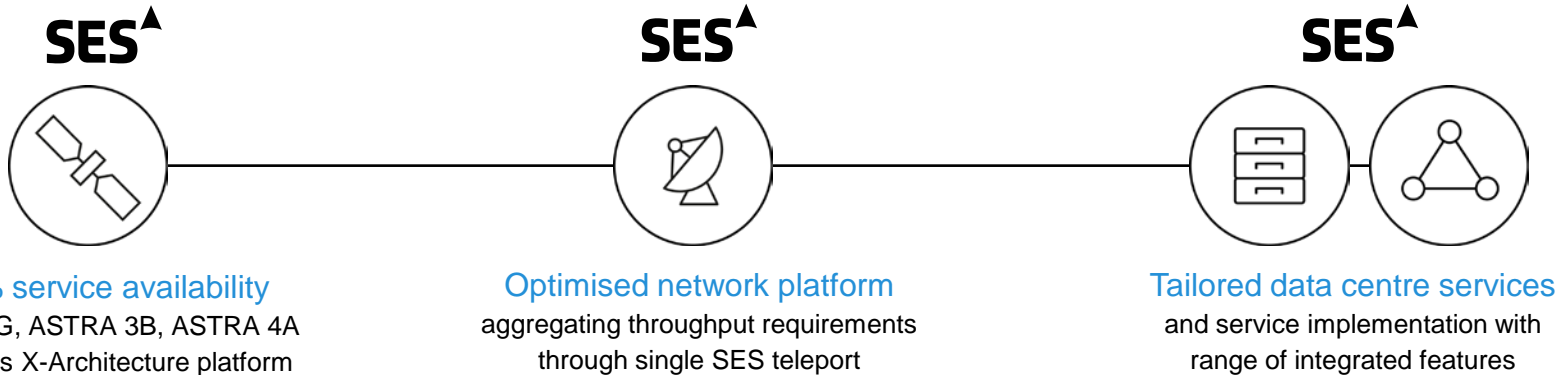 SES
SES
SES
service availability
G, ASTRA 3B, ASTRA 4A
s X-Architecture platform
Optimised network platform
aggregating throughput requirements
through single SES teleport
Tailored data centre services
and service implementation with
range of integrated features